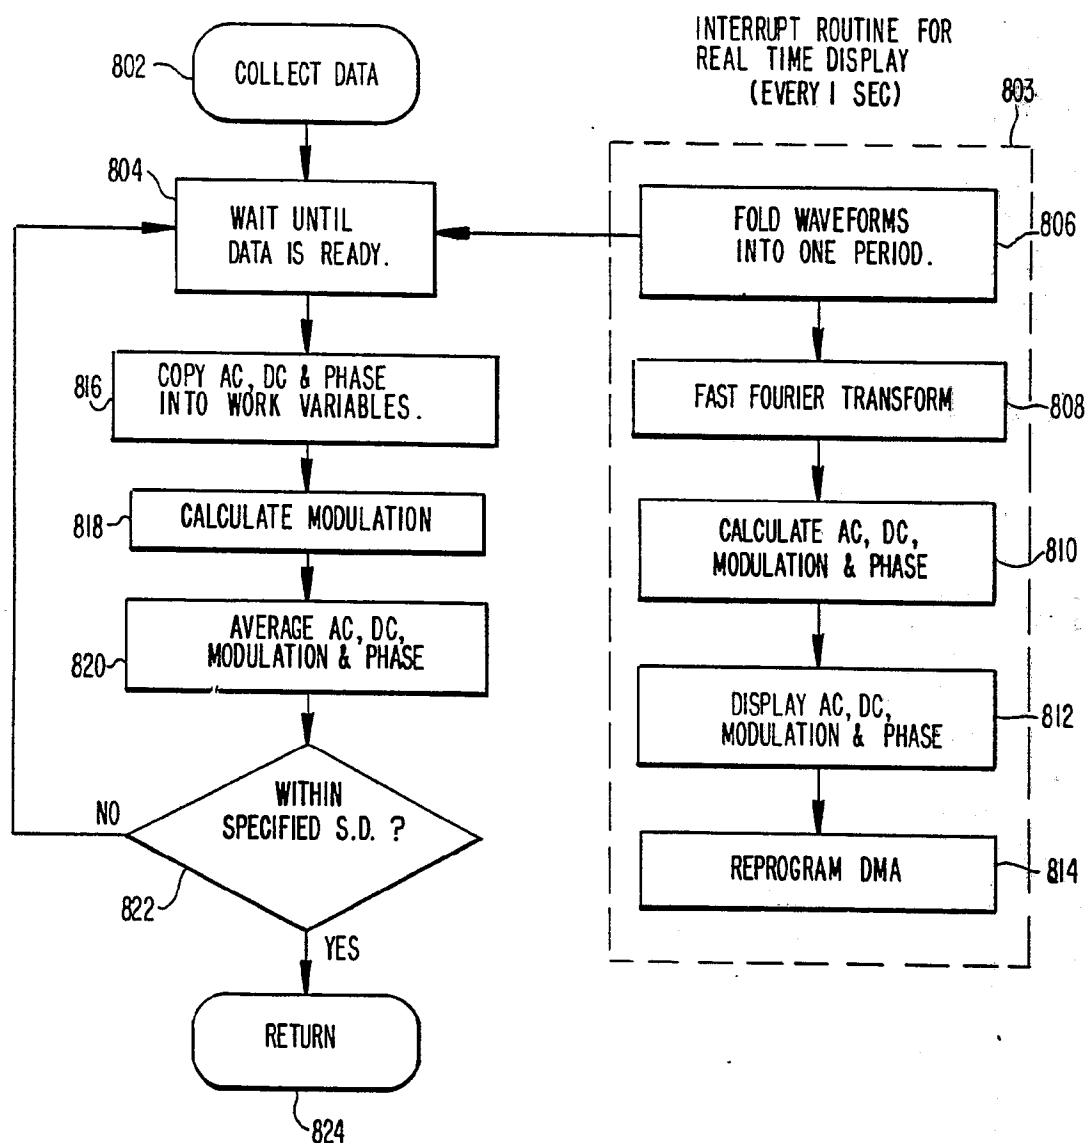 INTERRUPT ROUTINE FOR
REAL TIME DISPLAY
(EVERY 1 SEC)
802
COLLECT DATA
803
804
WAIT UNTIL
DATA IS READY.
FOLD WAVEFORMS
INTO ONE PERIOD.
806
816
COPY AC, DC & PHASE
INTO WORK VARIABLES.
FAST FOURIER TRANSFORM
808
818
CALCULATE MODULATION
CALCULATE AC, DC,
MODULATION & PHASE
810
820
AVERAGE AC, DC,
MODULATION & PHASE
DISPLAY AC, DC,
MODULATION & PHASE
812
NO
WITHIN
SPECIFIED S.D. ?
822
YES
REPROGRAM DMA
814
RETURN
824